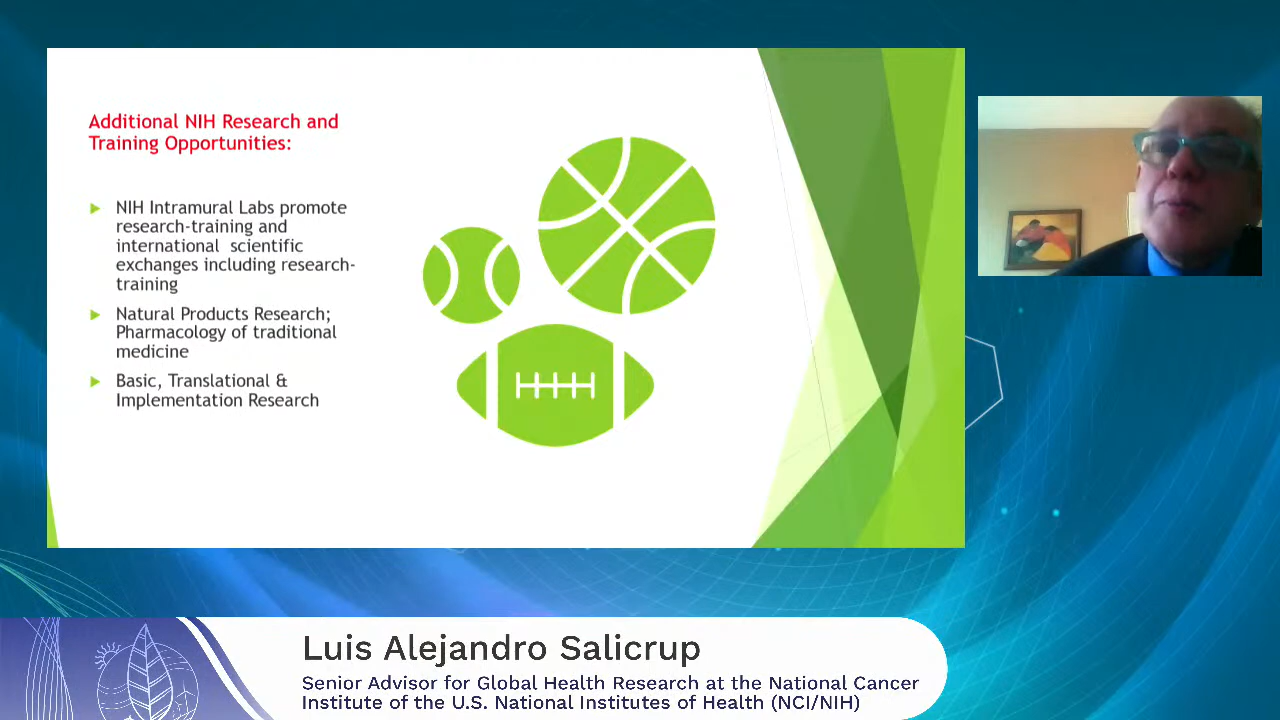 Additional NIH Research and
Training Opportunities:
NIH Intramural Labs promote
research-training and
international scientific
exchanges including research-
training
Natural Products Research;
Pharmacology of traditional
medicine
Basic, Translational &
Implementation Research
Luis Alejandro Salicrup
Senior Advisor for Global Health Research at the National Cancer
Institute of the U.S. National Institutes of Health (NCI/NIH)